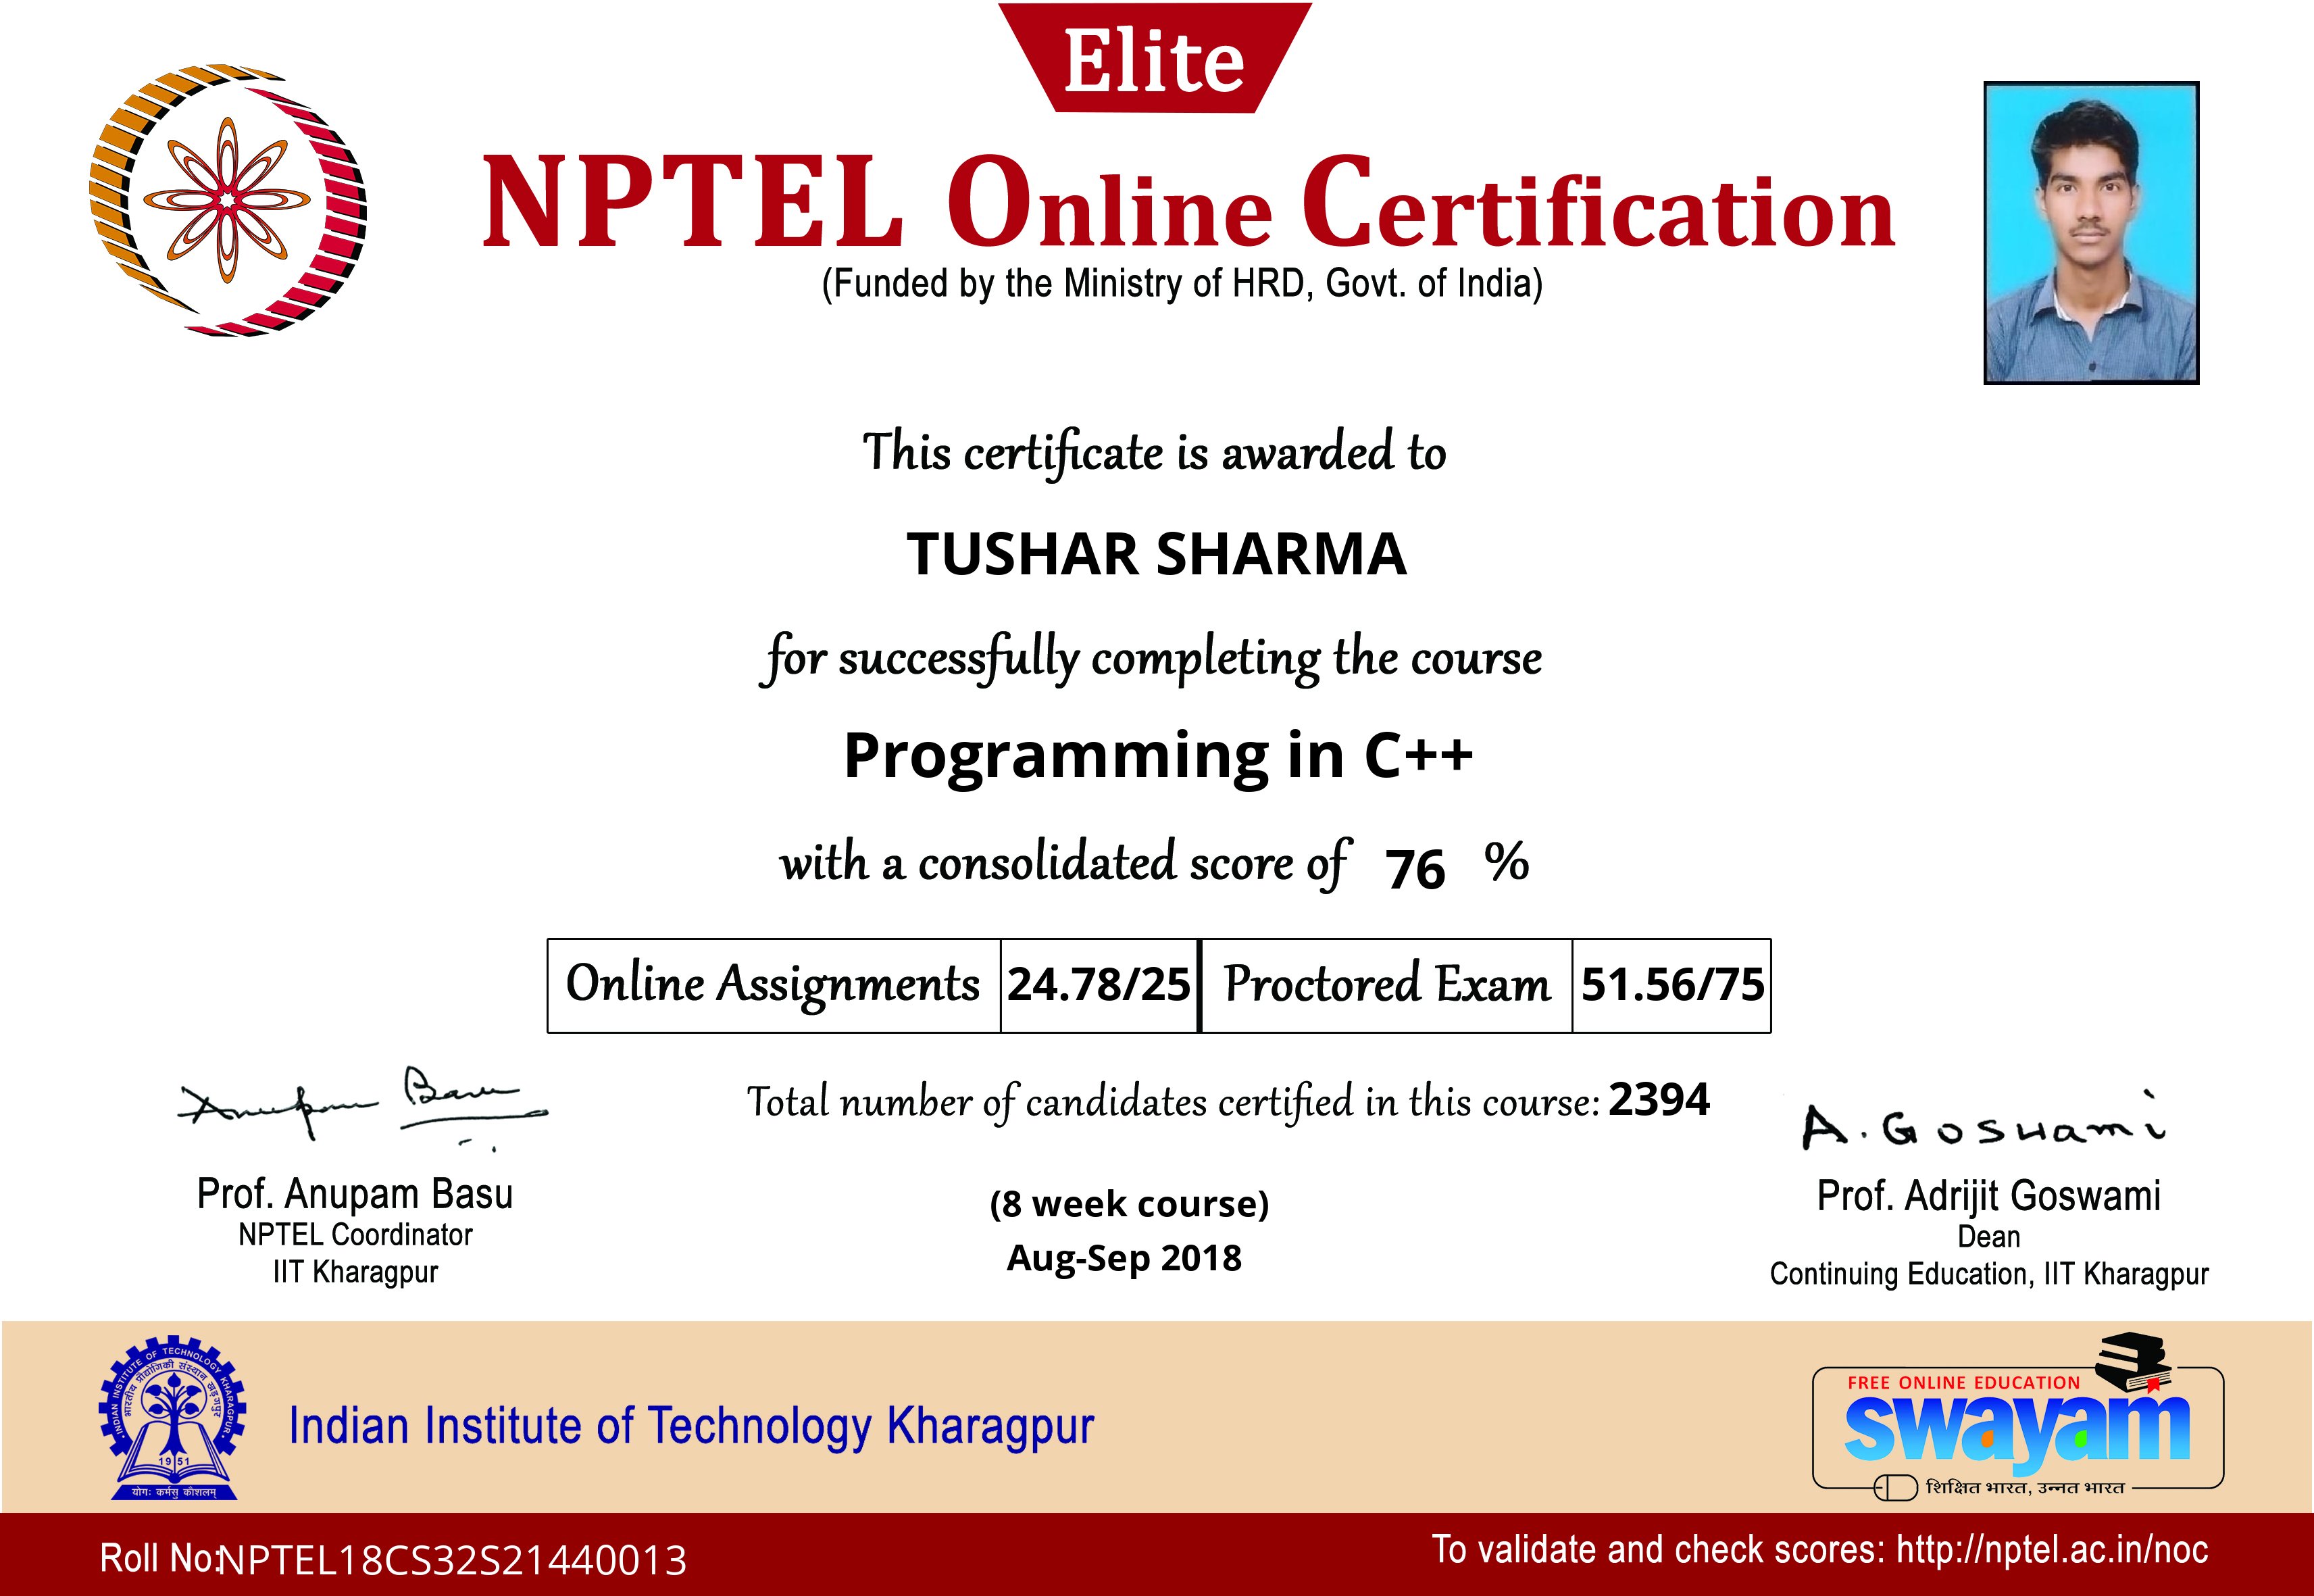 Elite
NPTEL Online Certification
(Funded by the Ministry of HRD, Govt. of India)
This certificate is awarded to
TUSHAR SHARMA
for successfully completing the course
Programming in C++
with a consolidated score of 76 %
Online Assignments 24.78/25 Proctored Exam 51.56/75
Total number of candidates certified in this course: 2394
Anupam Basu
A. Goswami
Prof. Anupam Basu
NPTEL Coordinator
IIT Kharagpur
(8 week course)
Aug-Sep 2018
Prof. Adrijit Goswami
Dean
Continuing Education, IIT Kharagpur
INDIAN INSTITUTE OF TECHNOLOGY KHARAGPUR
भारतीय प्रौद्योगिकी संस्थान खड़गपुर
1951
योगः कर्मसु कौशलम्
Indian Institute of Technology Kharagpur
FREE ONLINE EDUCATION
swayam
शिक्षित भारत, उन्नत भारत
Roll No:NPTEL18CS32S21440013
To validate and check scores: http://nptel.ac.in/noc